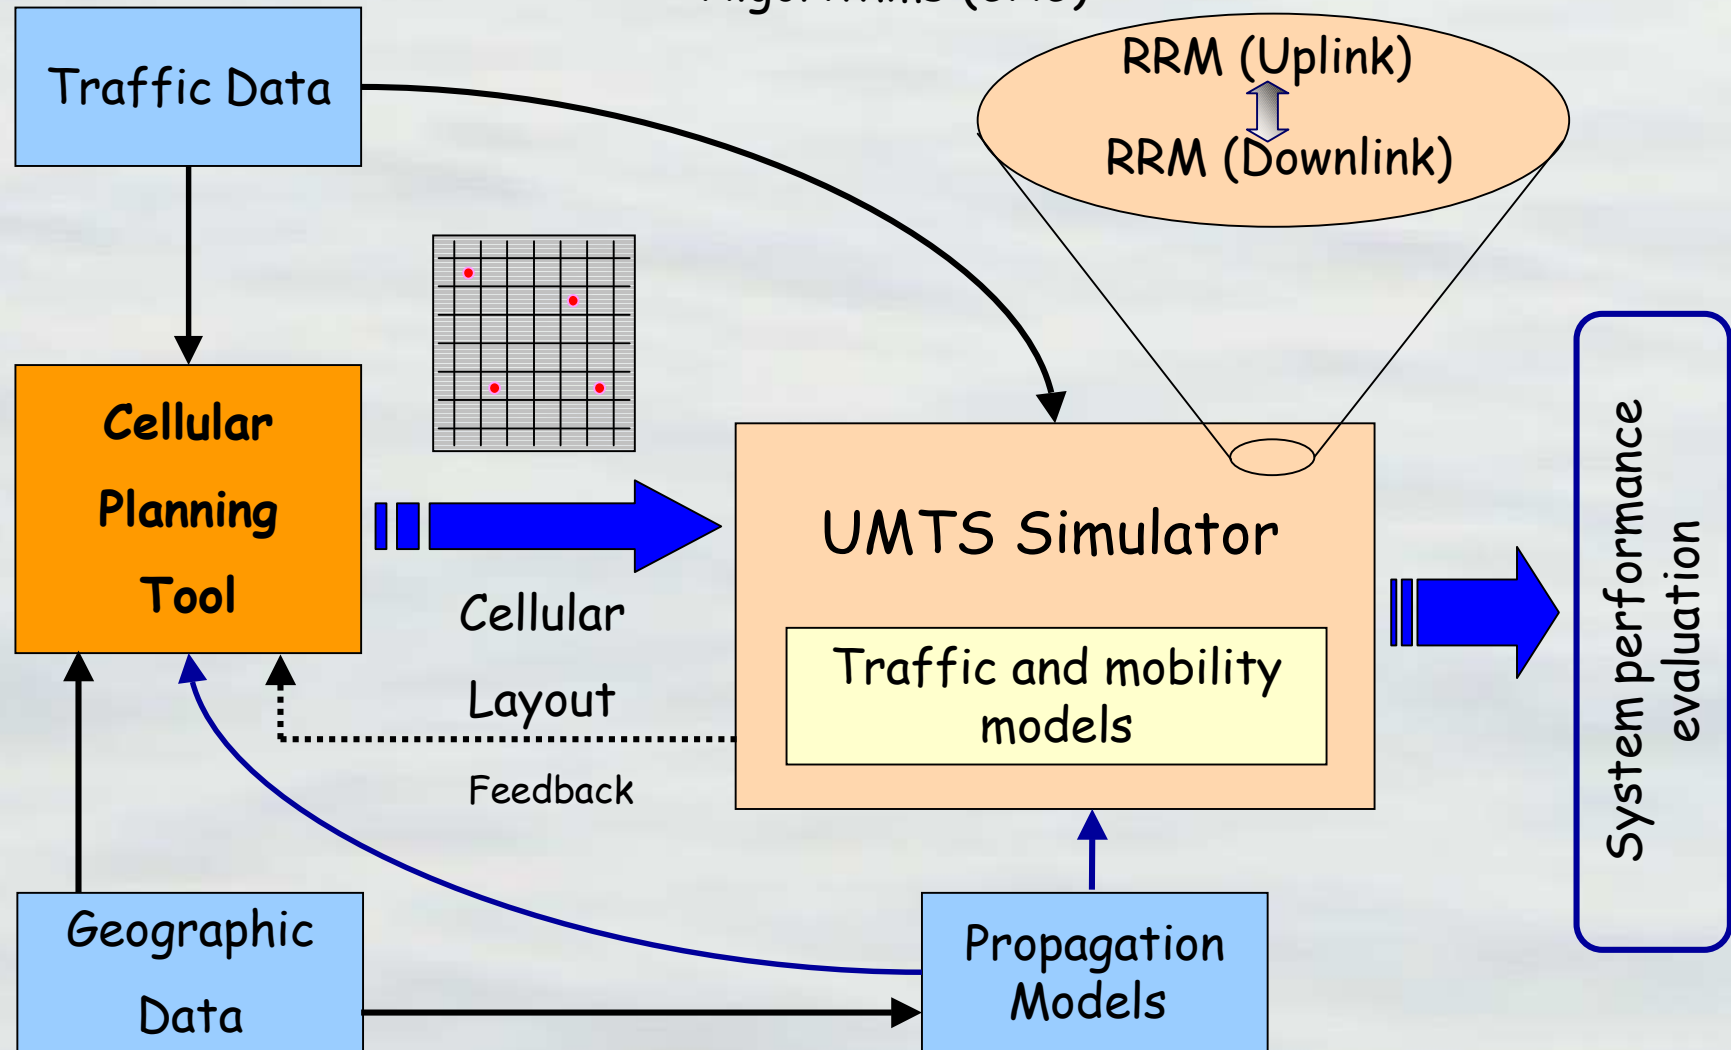 Traffic Data
RRM (Uplink)
RRM (Downlink)
Cellular
Planning
Tool
Cellular
Layout
Feedback
UMTS Simulator
Traffic and mobility
models
System performance
evaluation
Geographic
Data
Propagation
Models